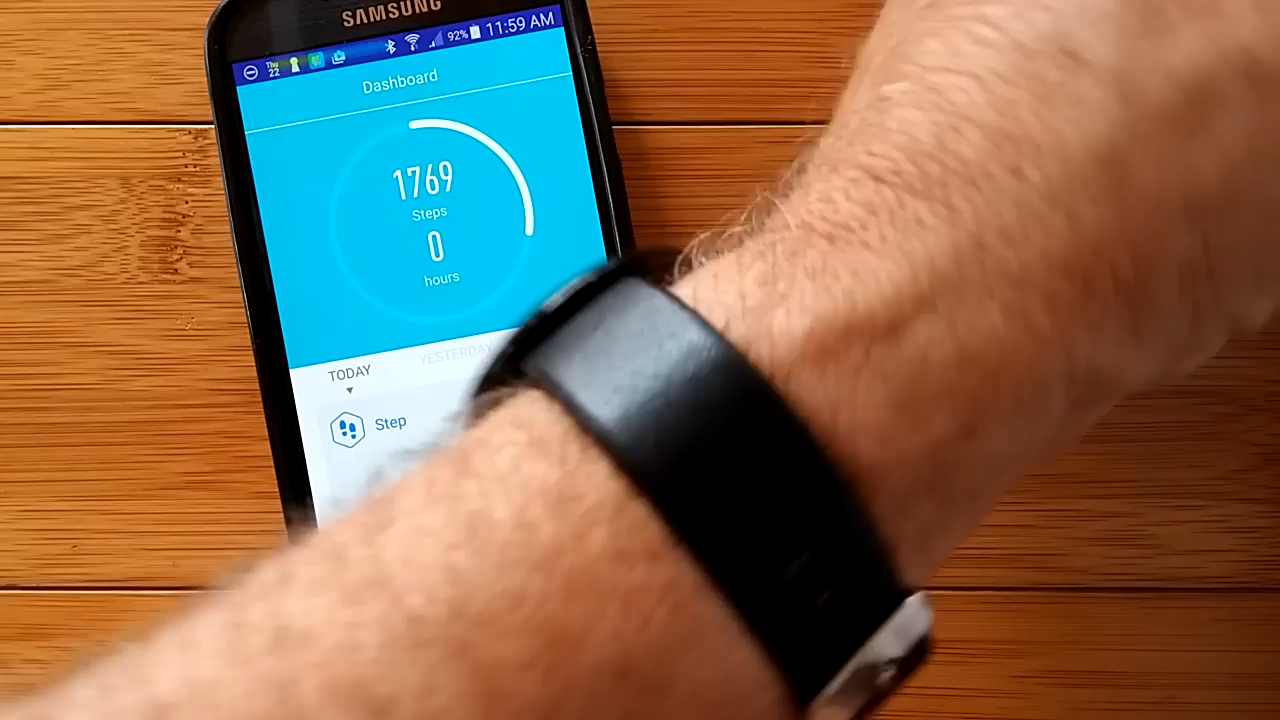 SAMSUNG
Thu
22
92%
11:59 AM
Dashboard
1769
Steps
0
hours
TODAY
YESTERDAY
Step